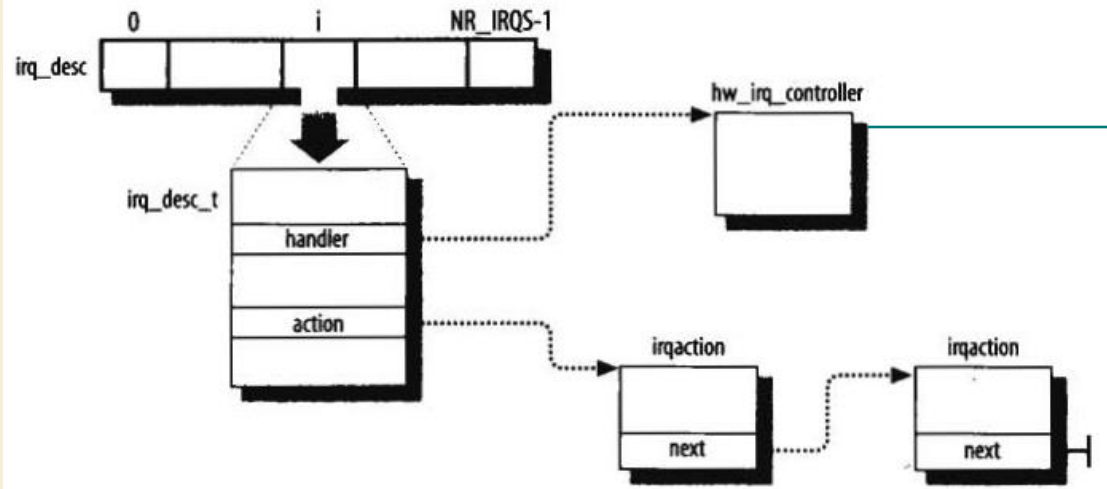 0 i NR_IRQS-1
irq_desc
hw_irq_controller
irq_desc_t
handler
action
irqaction irqaction
next next